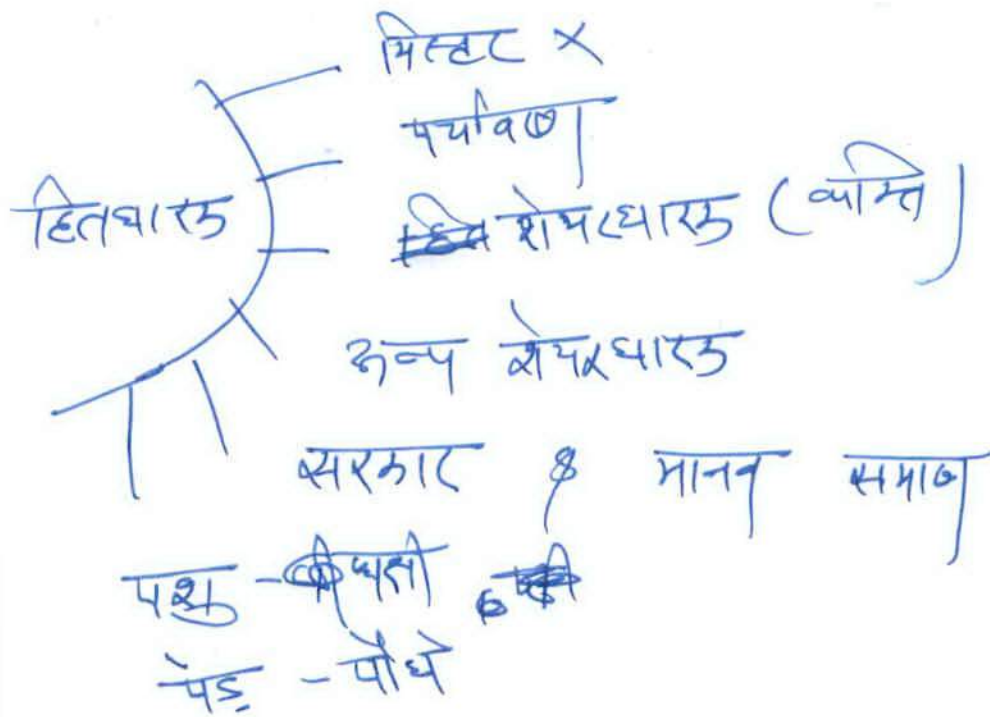 मिस्टर X
पर्यावरण
हितधारक
शेयरधारक (व्यक्ति)
अन्य शेयरधारक
सरकार & मानव समाज
पशु - पक्षी
पेड़ - पौधे